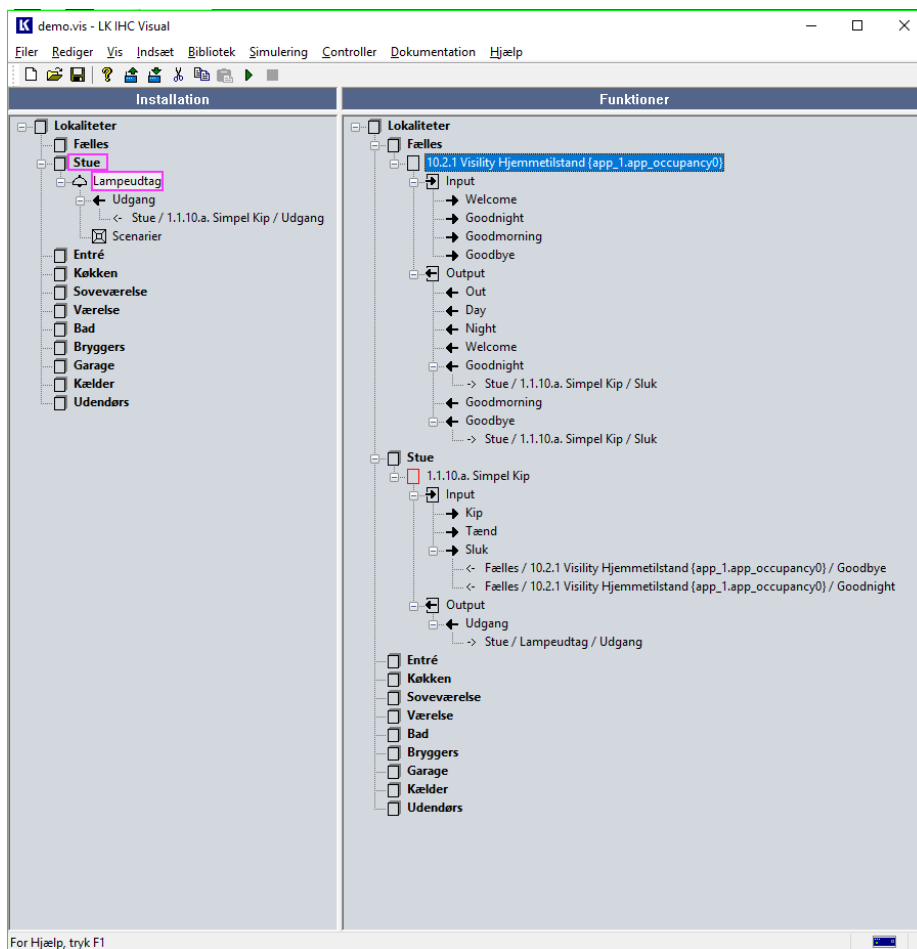 demo.vis - LK IHC Visual
Filer Rediger Vis Indsæt Bibliotek Simulering Controller Dokumentation Hjælp
Installation
Lokaliteter
Fælles
Stue
Lampeudtag
Udgang
<- Stue / 1.1.10.a. Simpel Kip / Udgang
Scenarier
Entré
Køkken
Soveværelse
Værelse
Bad
Bryggers
Garage
Kælder
Udendørs
Funktioner
Lokaliteter
Fælles
10.2.1 Visility Hjemmetilstand {app_1.app_occupancy0}
Input
Welcome
Goodnight
Goodmorning
Goodbye
Output
Out
Day
Night
Welcome
Goodnight
-> Stue / 1.1.10.a. Simpel Kip / Sluk
Goodmorning
Goodbye
-> Stue / 1.1.10.a. Simpel Kip / Sluk
Stue
1.1.10.a. Simpel Kip
Input
Kip
Tænd
Sluk
<- Fælles / 10.2.1 Visility Hjemmetilstand {app_1.app_occupancy0} / Goodbye
<- Fælles / 10.2.1 Visility Hjemmetilstand {app_1.app_occupancy0} / Goodnight
Output
Udgang
-> Stue / Lampeudtag / Udgang
Entré
Køkken
Soveværelse
Værelse
Bad
Bryggers
Garage
Kælder
Udendørs
For Hjælp, tryk F1